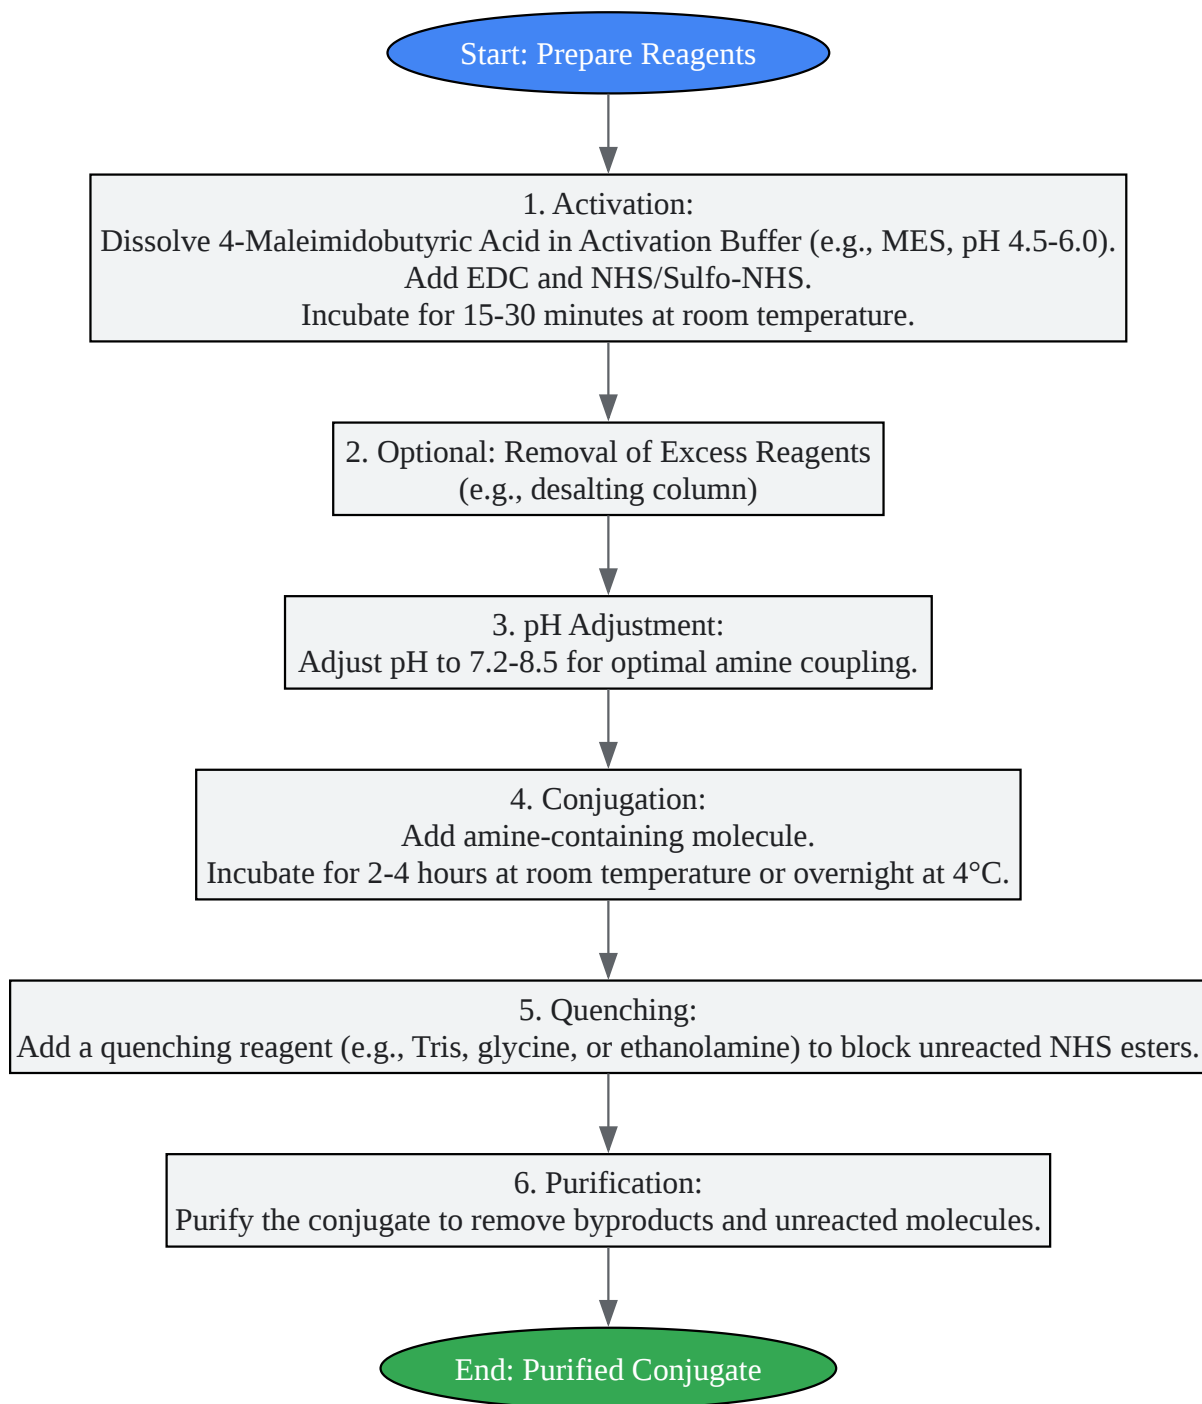 Start: Prepare Reagents
1. Activation:
Dissolve 4-Maleimidobutyric Acid in Activation Buffer (e.g., MES, pH 4.5-6.0).
Add EDC and NHS/Sulfo-NHS.
Incubate for 15-30 minutes at room temperature.
2. Optional: Removal of Excess Reagents
(e.g., desalting column)
3. pH Adjustment:
Adjust pH to 7.2-8.5 for optimal amine coupling.
4. Conjugation:
Add amine-containing molecule.
Incubate for 2-4 hours at room temperature or overnight at 4°C.
5. Quenching:
Add a quenching reagent (e.g., Tris, glycine, or ethanolamine) to block unreacted NHS esters.
6. Purification:
Purify the conjugate to remove byproducts and unreacted molecules.
End: Purified Conjugate